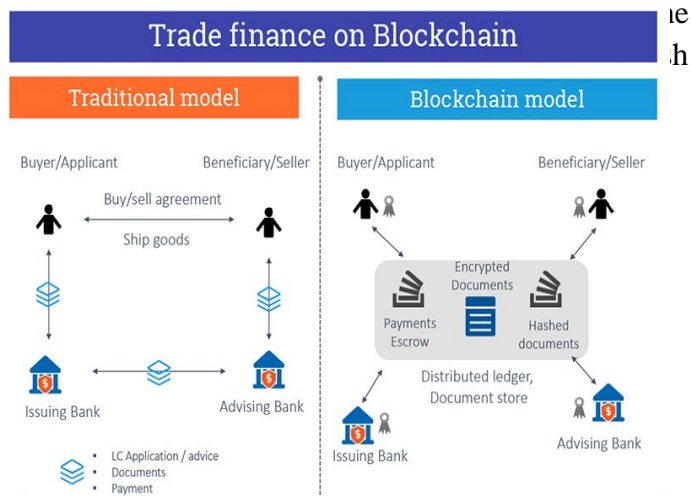 Trade finance on Blockchain
Traditional model
Buyer/Applicant
Beneficiary/Seller
Buy/sell agreement
Ship goods
Issuing Bank
Advising Bank
• LC Application / advice
• Documents
• Payment
Blockchain model
Buyer/Applicant
Beneficiary/Seller
Encrypted
Documents
Payments
Escrow
Hashed
documents
Distributed ledger,
Document store
Issuing Bank
Advising Bank